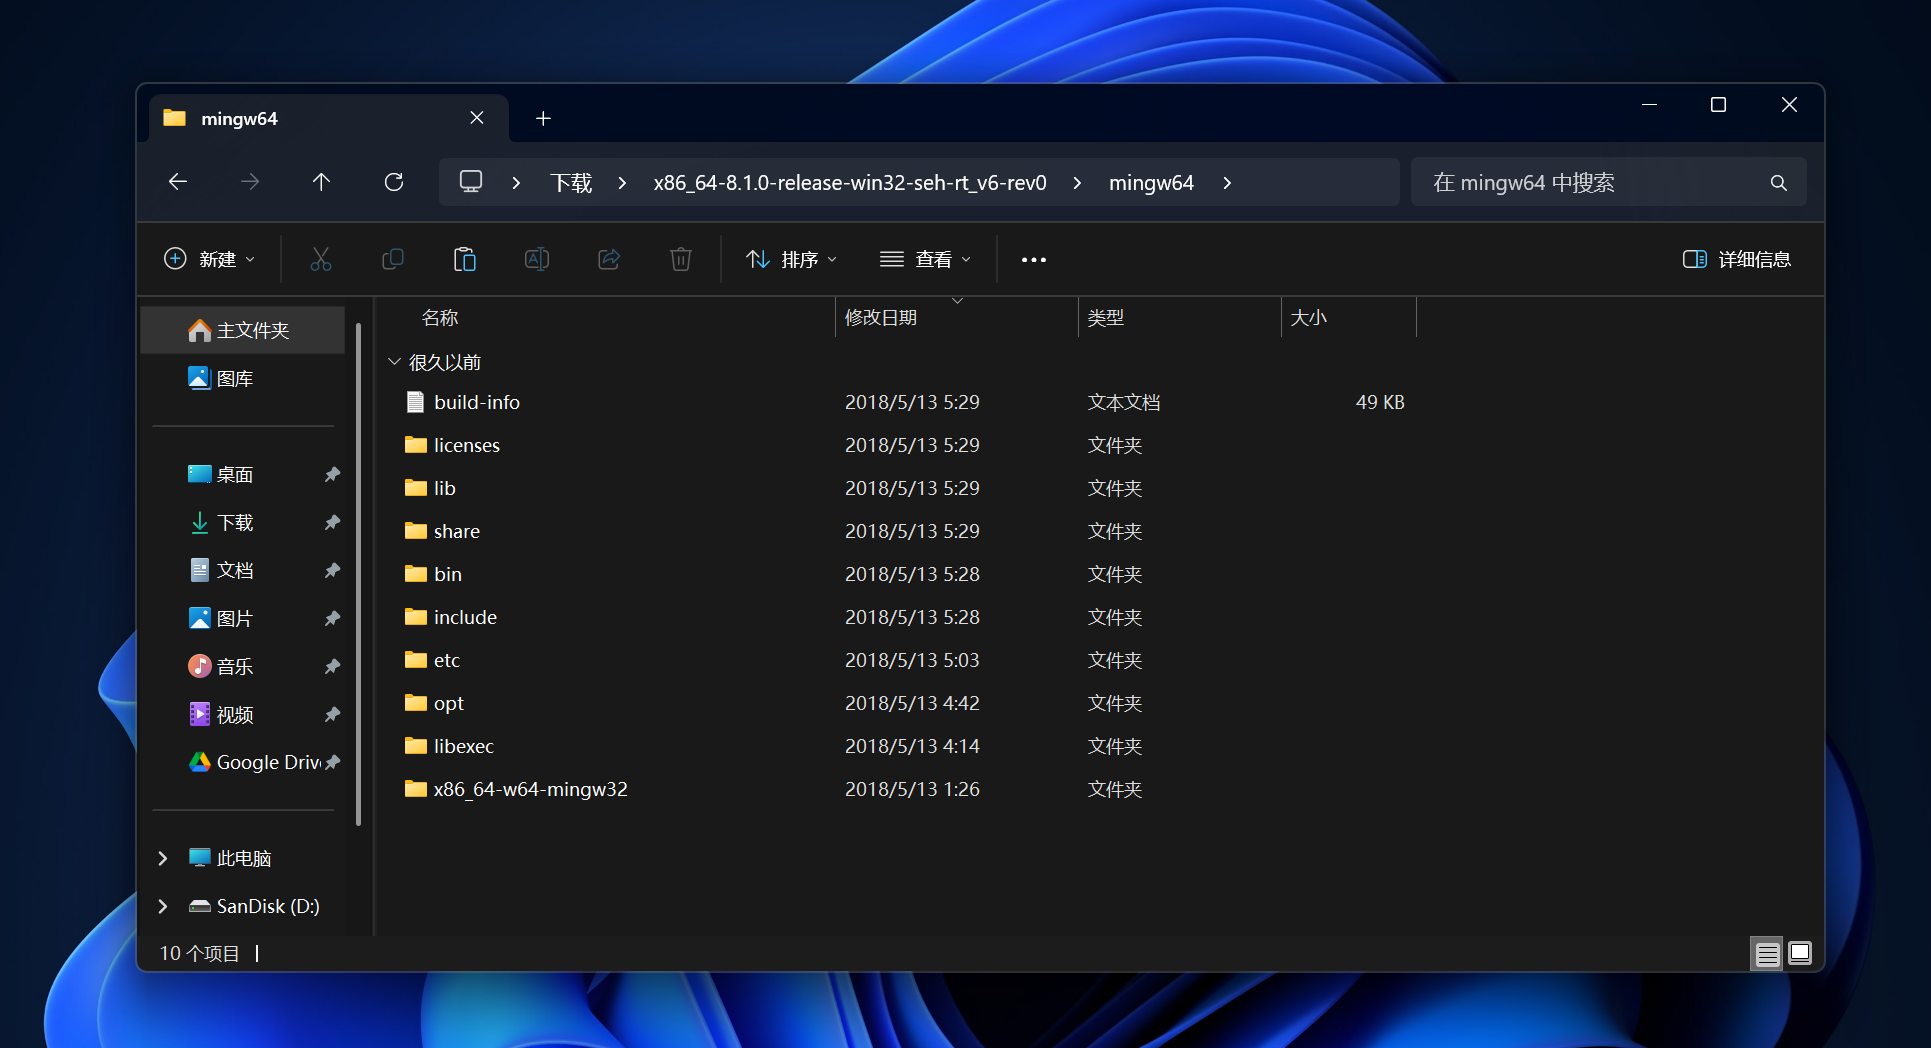 mingw64
下载 x86_64-8.1.0-release-win32-seh-rt_v6-rev0 mingw64
在 mingw64 中搜索
新建 排序 查看 详细信息
名称 修改日期 类型 大小
很久以前
build-info 2018/5/13 5:29 文本文档 49 KB
licenses 2018/5/13 5:29 文件夹
lib 2018/5/13 5:29 文件夹
share 2018/5/13 5:29 文件夹
bin 2018/5/13 5:28 文件夹
include 2018/5/13 5:28 文件夹
etc 2018/5/13 5:03 文件夹
opt 2018/5/13 4:42 文件夹
libexec 2018/5/13 4:14 文件夹
x86_64-w64-mingw32 2018/5/13 1:26 文件夹
主文件夹
图库
桌面
下载
文档
图片
音乐
视频
Google Driv
此电脑
SanDisk (D:)
10 个项目